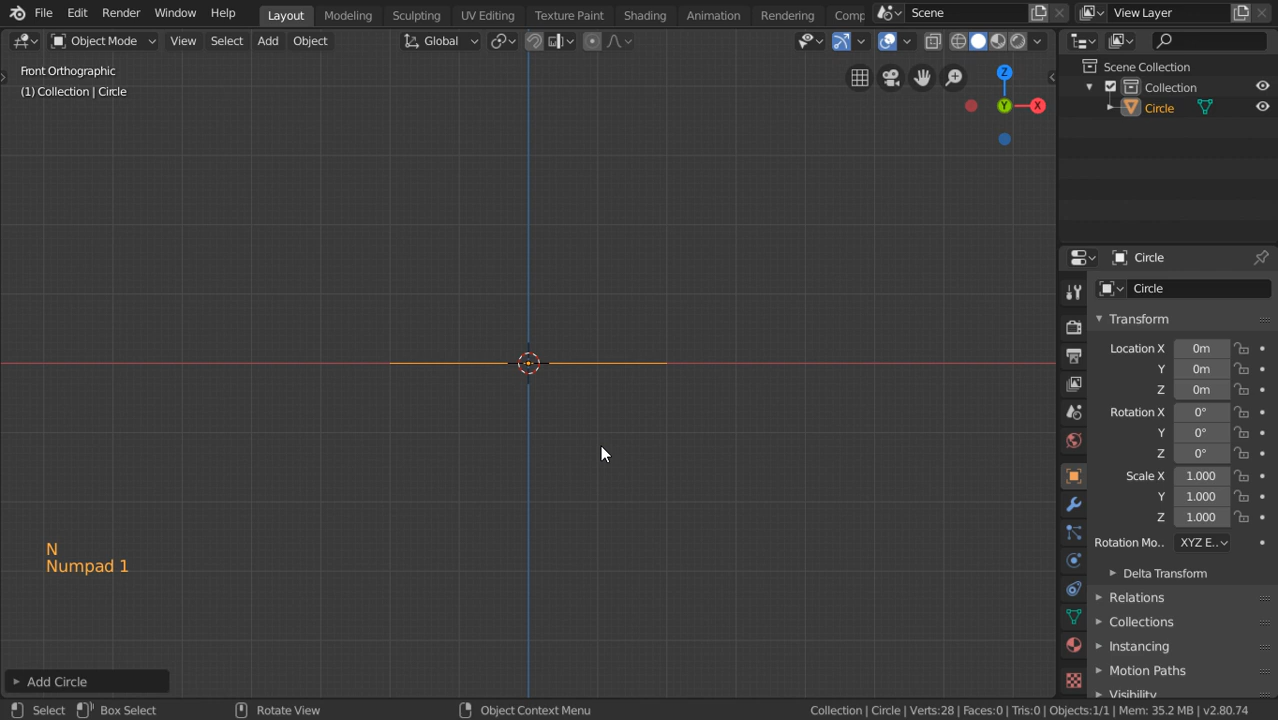 File Edit Render Window Help Layout Modeling Sculpting UV Editing Texture Paint Shading Animation Rendering Comp Scene View Layer
Object Mode View Select Add Object Global
Front Orthographic
(1) Collection | Circle
Z
Y
X
N
Numpad 1
Add Circle
Scene Collection
Collection
Circle
Circle
Circle
Transform
Location X 0m
Y 0m
Z 0m
Rotation X 0°
Y 0°
Z 0°
Scale X 1.000
Y 1.000
Z 1.000
Rotation Mo.. XYZ E..
Delta Transform
Relations
Collections
Instancing
Motion Paths
Visibility
Select Box Select Rotate View Object Context Menu Collection | Circle | Verts:28 | Faces:0 | Tris:0 | Objects:1/1 | Mem: 35.2 MB | v2.80.74